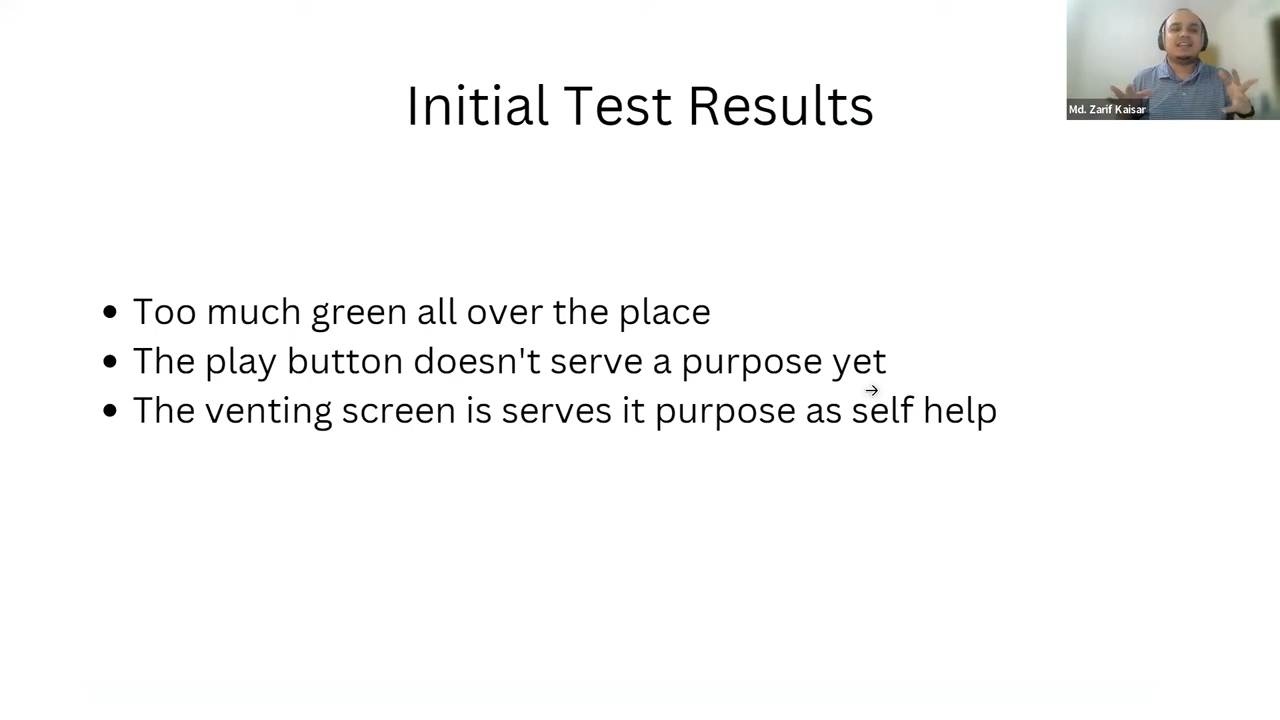 Initial Test Results
Md. Zarif Kaisar
Too much green all over the place
The play button doesn't serve a purpose yet
The venting screen is serves it purpose as self help